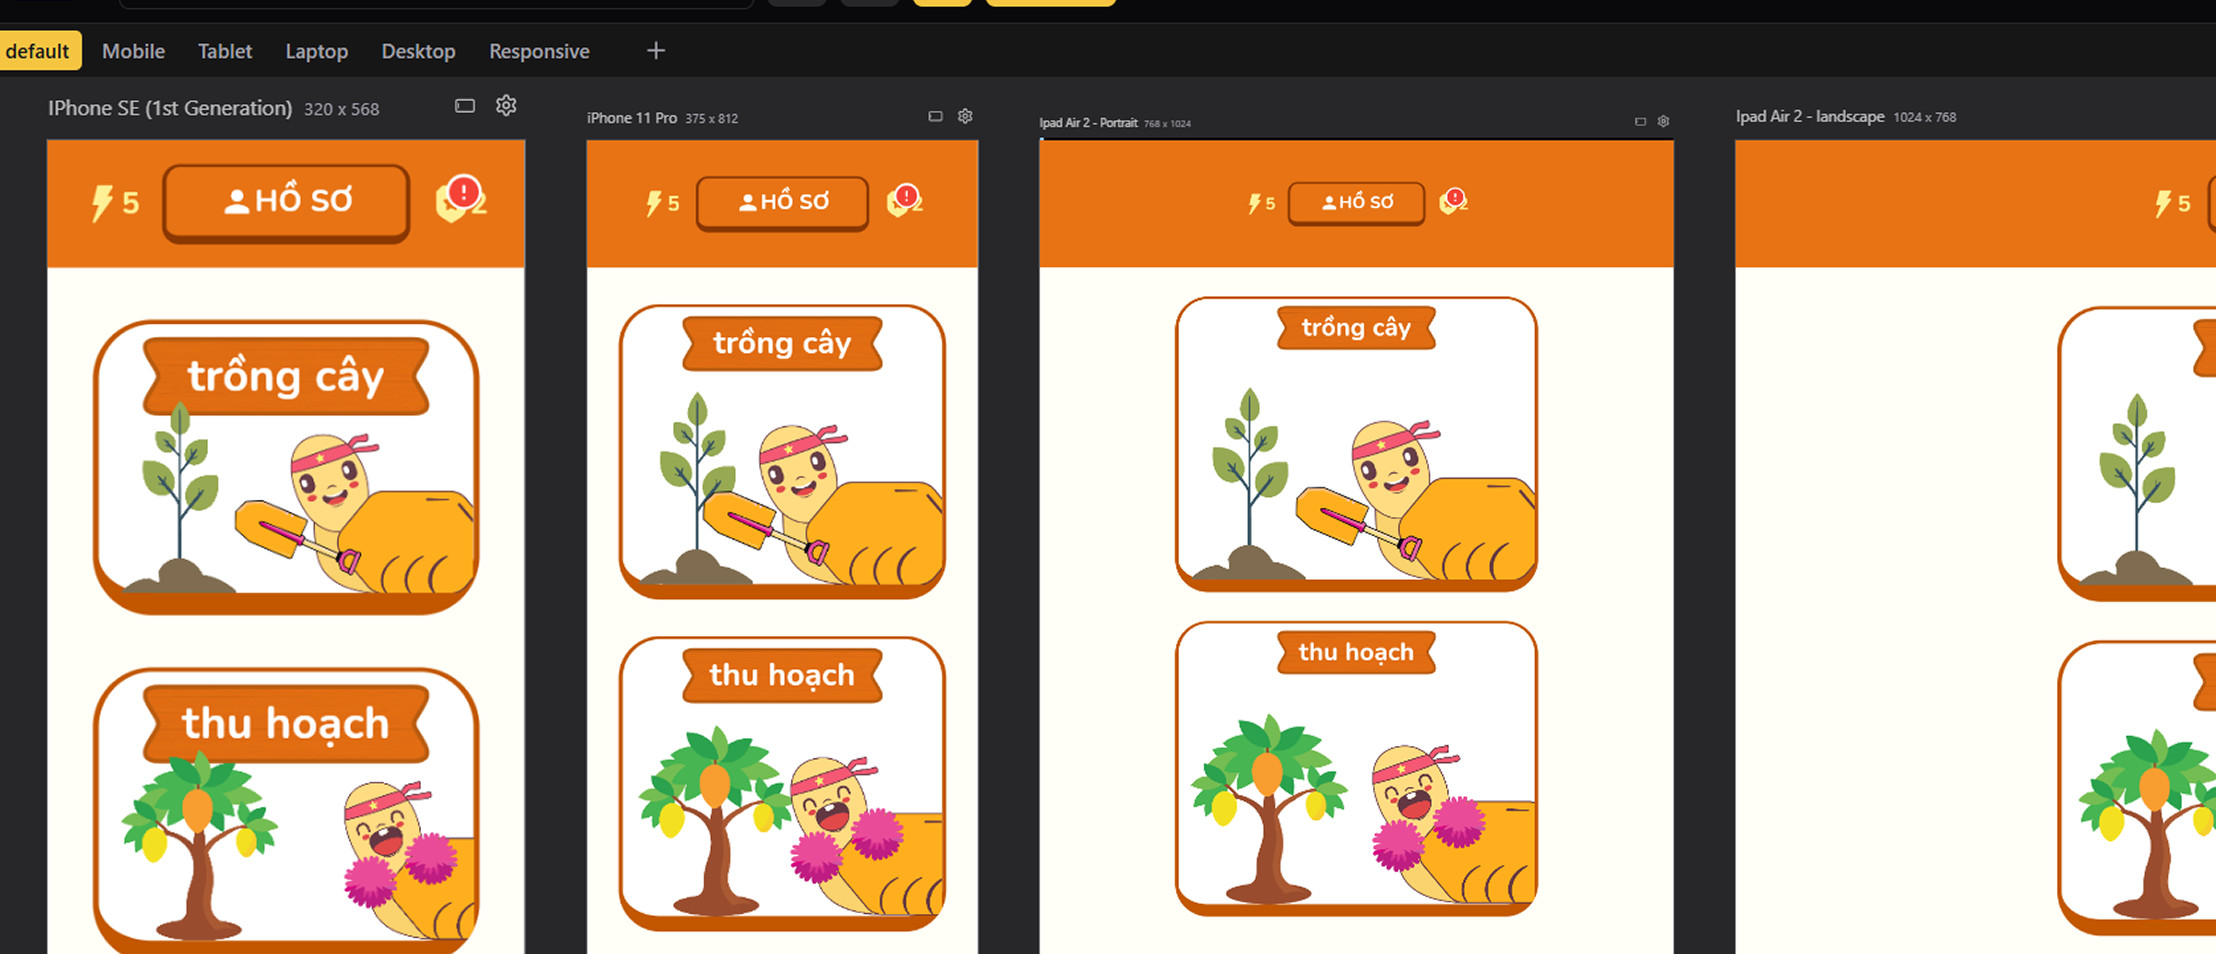 default Mobile Tablet Laptop Desktop Responsive +
IPhone SE (1st Generation) 320 x 568
5 HỒ SƠ ! 2
trồng cây
thu hoạch
iPhone 11 Pro 375 x 812
5 HỒ SƠ ! 2
trồng cây
thu hoạch
Ipad Air 2 - Portrait 768 x 1024
5 HỒ SƠ ! 2
trồng cây
thu hoạch
Ipad Air 2 - landscape 1024 x 768
5